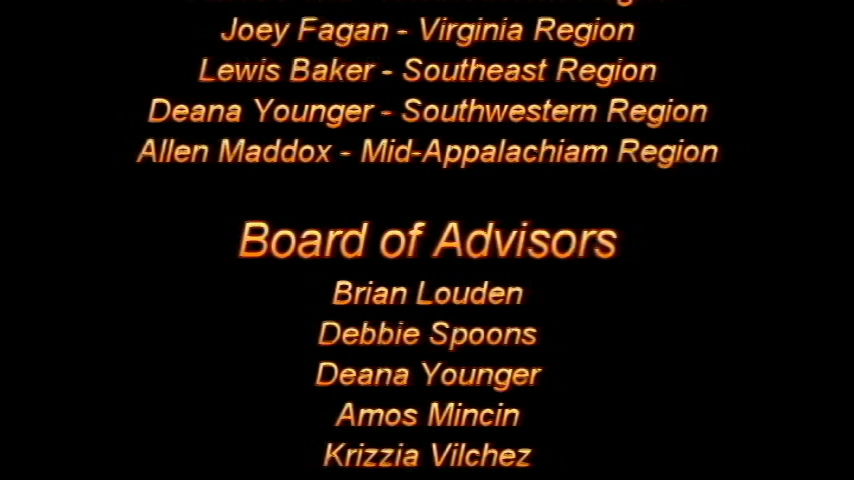 Joey Fagan - Virginia Region
Lewis Baker - Southeast Region
Deana Younger - Southwestern Region
Allen Maddox - Mid-Appalachiam Region
Board of Advisors
Brian Louden
Debbie Spoons
Deana Younger
Amos Mincin
Krizzia Vilchez